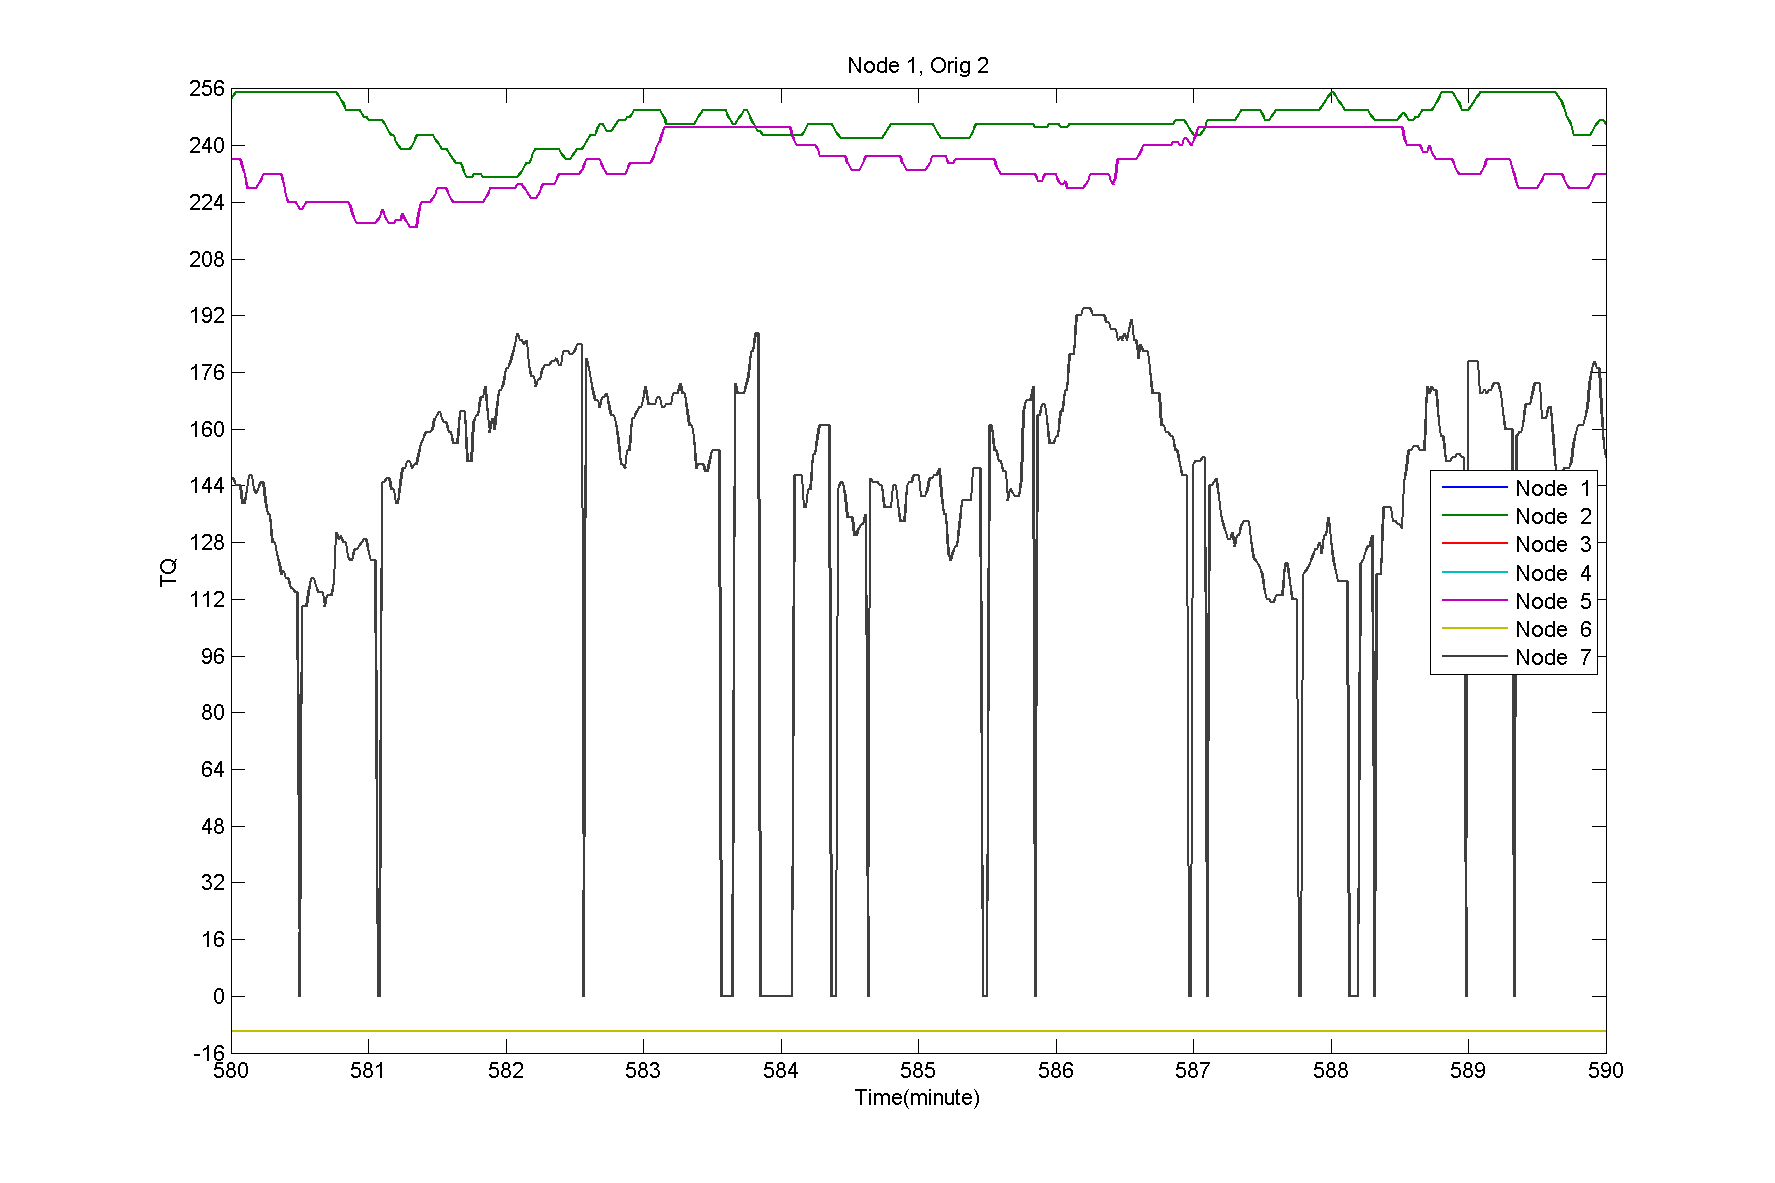 Node 1, Orig 2
256
240
224
208
192
176
160
144
128
112
96
80
64
48
32
16
0
-16
TQ
Node 1
Node 2
Node 3
Node 4
Node 5
Node 6
Node 7
580 581 582 583 584 585 586 587 588 589 590
Time(minute)